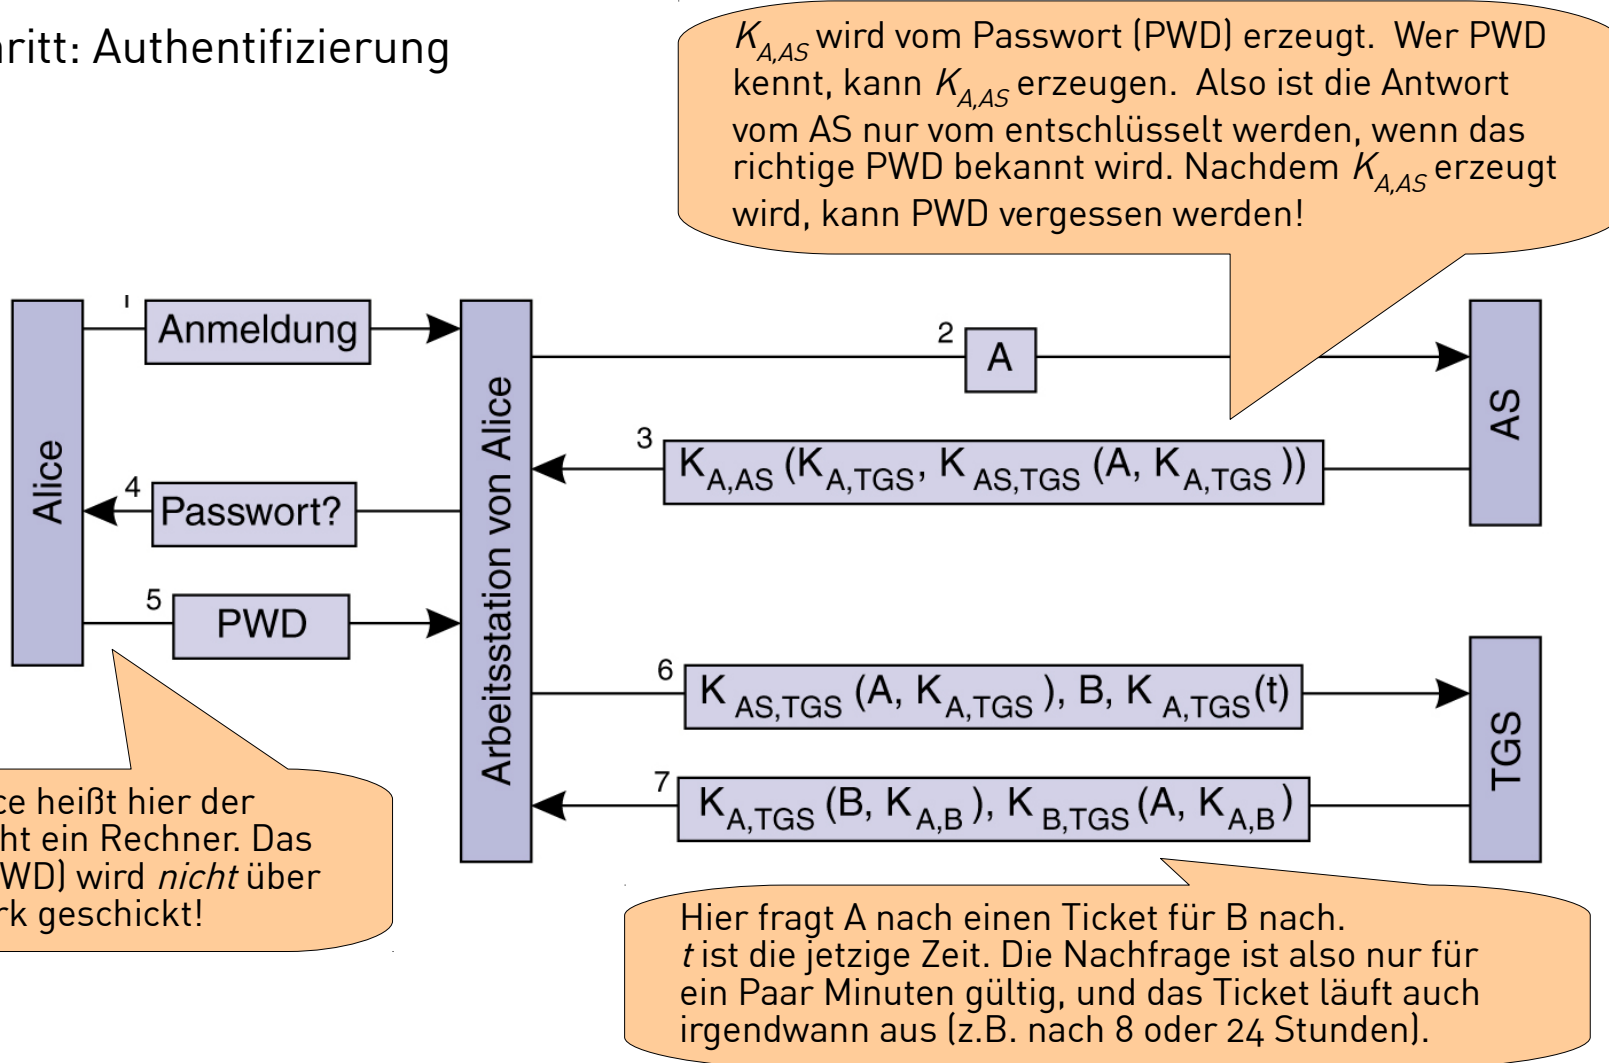 ritt: Authentifizierung
K_A,AS wird vom Passwort (PWD) erzeugt. Wer PWD
kennt, kann K_A,AS erzeugen. Also ist die Antwort
vom AS nur vom entschlüsselt werden, wenn das
richtige PWD bekannt wird. Nachdem K_A,AS erzeugt
wird, kann PWD vergessen werden!
1 Anmeldung
2 A
3 K_A,AS (K_A,TGS, K_AS,TGS (A, K_A,TGS))
4 Passwort?
5 PWD
6 K_AS,TGS (A, K_A,TGS), B, K_A,TGS(t)
7 K_A,TGS (B, K_A,B), K_B,TGS (A, K_A,B)
Alice
Arbeitsstation von Alice
AS
TGS
ce heißt hier der
ht ein Rechner. Das
WD) wird nicht über
rk geschickt!
Hier fragt A nach einen Ticket für B nach.
t ist die jetzige Zeit. Die Nachfrage ist also nur für
ein Paar Minuten gültig, und das Ticket läuft auch
irgendwann aus (z.B. nach 8 oder 24 Stunden).